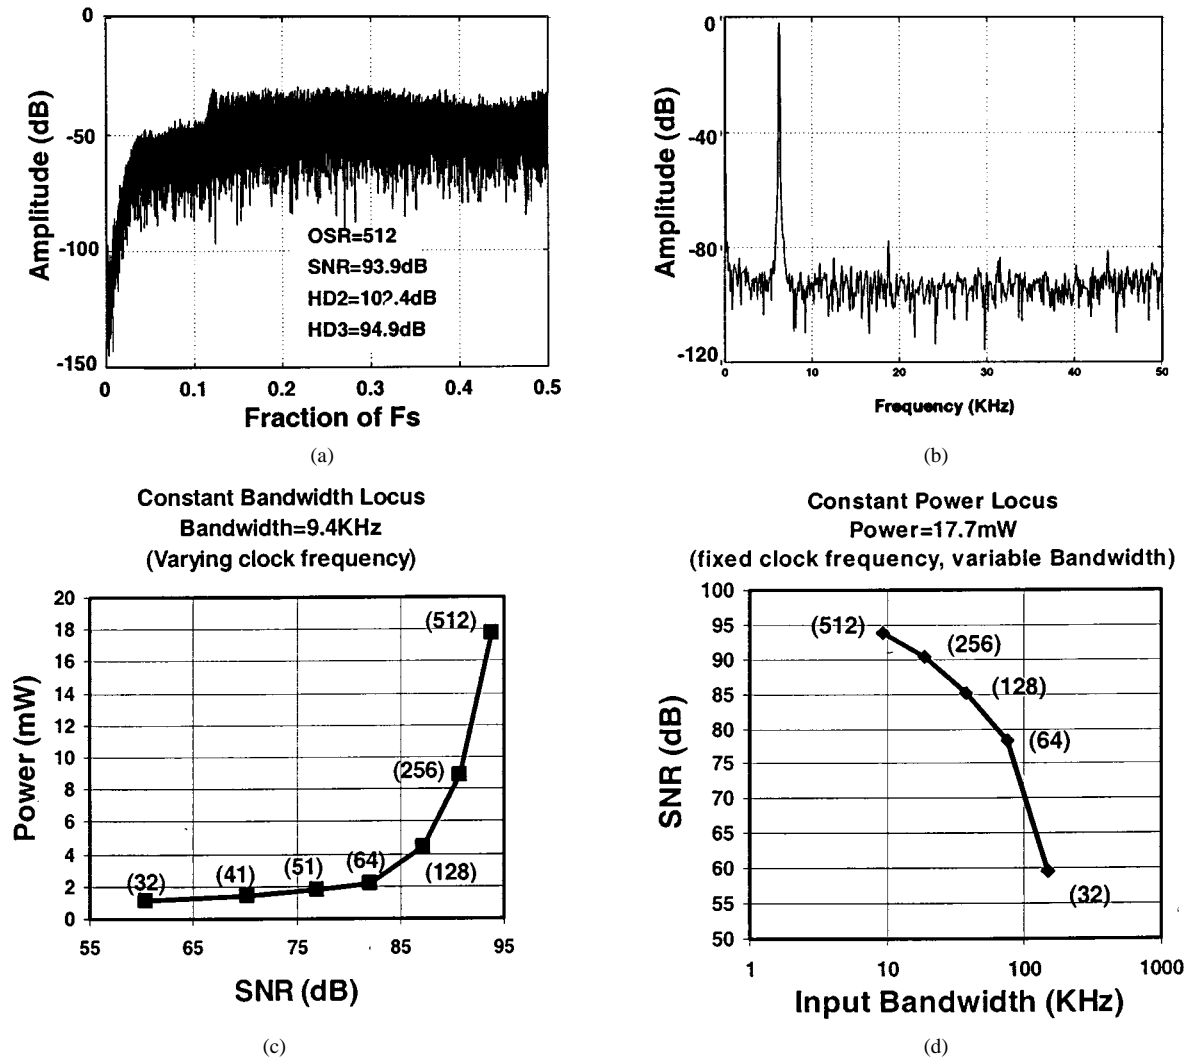 0
-50
-100
-150
Amplitude (dB)
OSR=512
SNR=93.9dB
HD2=102.4dB
HD3=94.9dB
0 0.1 0.2 0.3 0.4 0.5
Fraction of Fs
(a)
0
-40
-80
-120
Amplitude (dB)
0 10 20 30 40 50
Frequency (KHz)
(b)
Constant Bandwidth Locus
Bandwidth=9.4KHz
(Varying clock frequency)
20
18
16
14
12
10
8
6
4
2
0
Power (mW)
(512)
(256)
(128)
(64)
(51)
(41)
(32)
55 65 75 85 95
SNR (dB)
(c)
Constant Power Locus
Power=17.7mW
(fixed clock frequency, variable Bandwidth)
100
95
90
85
80
75
70
65
60
55
50
SNR (dB)
(512)
(256)
(128)
(64)
(32)
1 10 100 1000
Input Bandwidth (KHz)
(d)